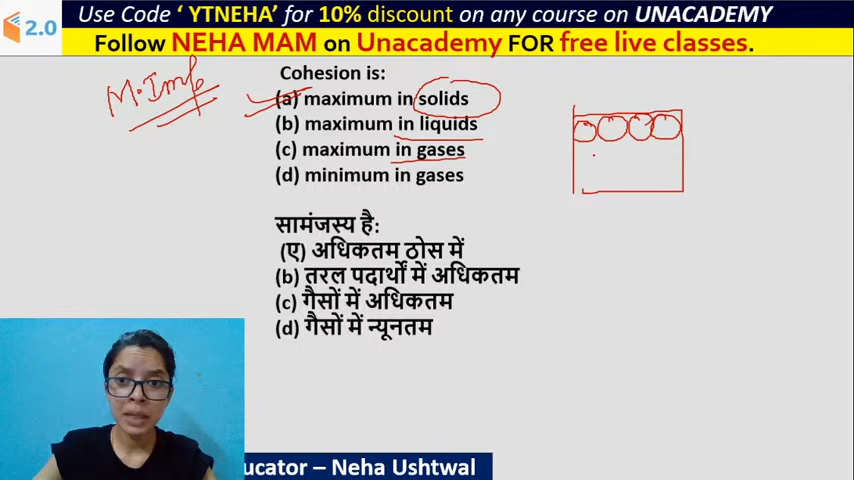 Use Code ‘ YTNEHA’ for 10% discount on any course on UNACADEMY
2.0
Follow NEHA MAM on Unacademy FOR free live classes.
M.Imp
Cohesion is:
(a) maximum in solids
(b) maximum in liquids
(c) maximum in gases
(d) minimum in gases
सामंजस्य है:
(ए) अधिकतम ठोस में
(b) तरल पदार्थों में अधिकतम
(c) गैसों में अधिकतम
(d) गैसों में न्यूनतम
ucator – Neha Ushtwal